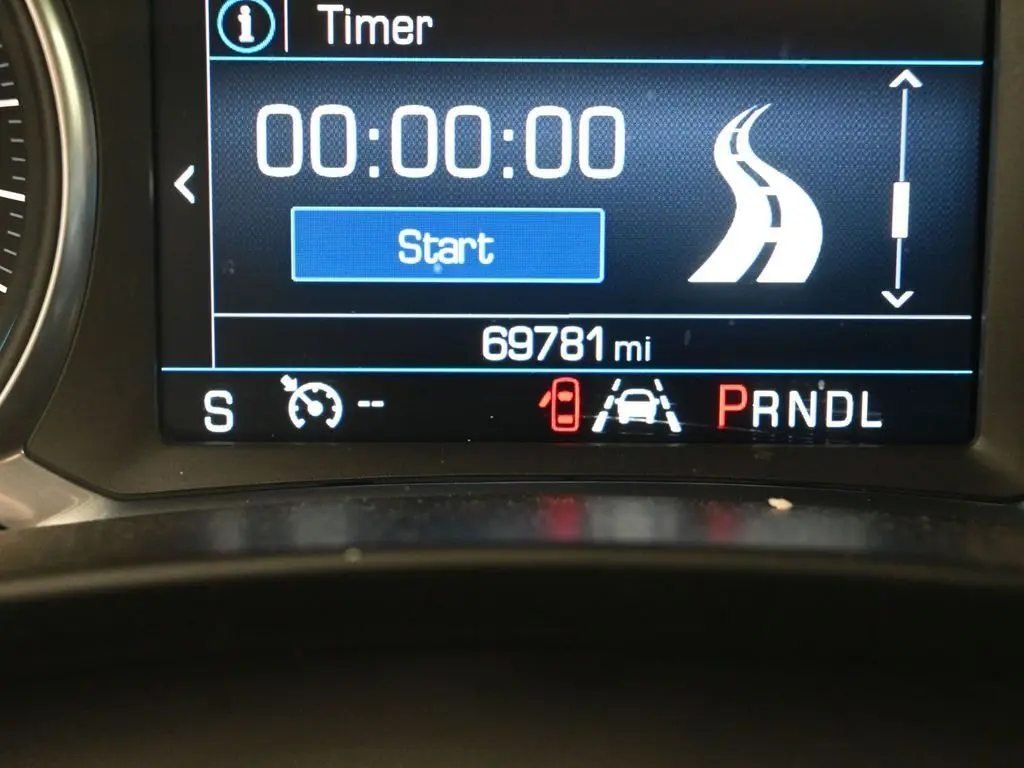 i Timer
00:00:00
Start
69781 mi
S -- PRNDL